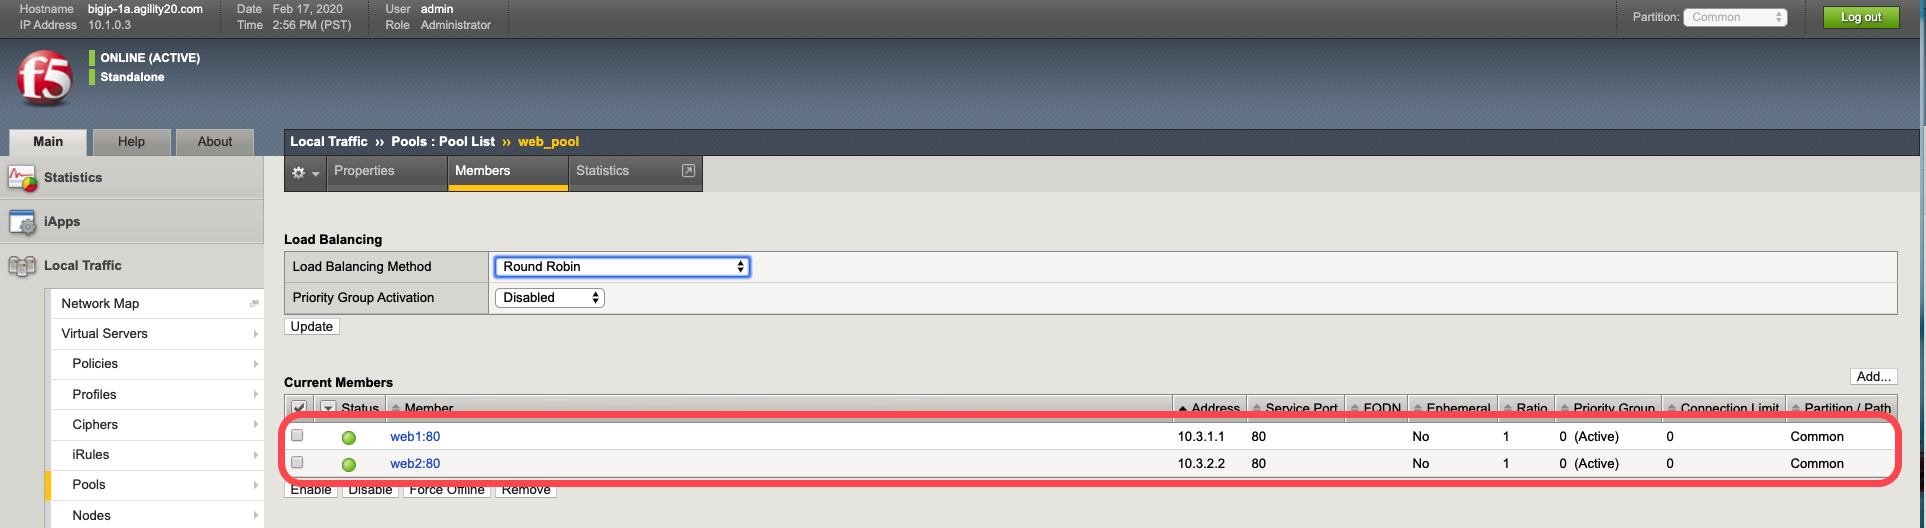 Hostname bigip-1a.agility20.com Date Feb 17, 2020 User admin
IP Address 10.1.0.3 Time 2:56 PM (PST) Role Administrator
Partition: Common Log out
f5
ONLINE (ACTIVE)
Standalone
Main Help About
Local Traffic ›› Pools : Pool List ›› web_pool
Properties Members Statistics
Statistics
iApps
Local Traffic
Network Map
Virtual Servers
Policies
Profiles
Ciphers
iRules
Pools
Nodes
Load Balancing
Load Balancing Method Round Robin
Priority Group Activation Disabled
Update
Current Members Add...
Status Member Address Service Port FQDN Ephemeral Ratio Priority Group Connection Limit Partition / Path
web1:80 10.3.1.1 80 No 1 0 (Active) 0 Common
web2:80 10.3.2.2 80 No 1 0 (Active) 0 Common
Enable Disable Force Offline Remove